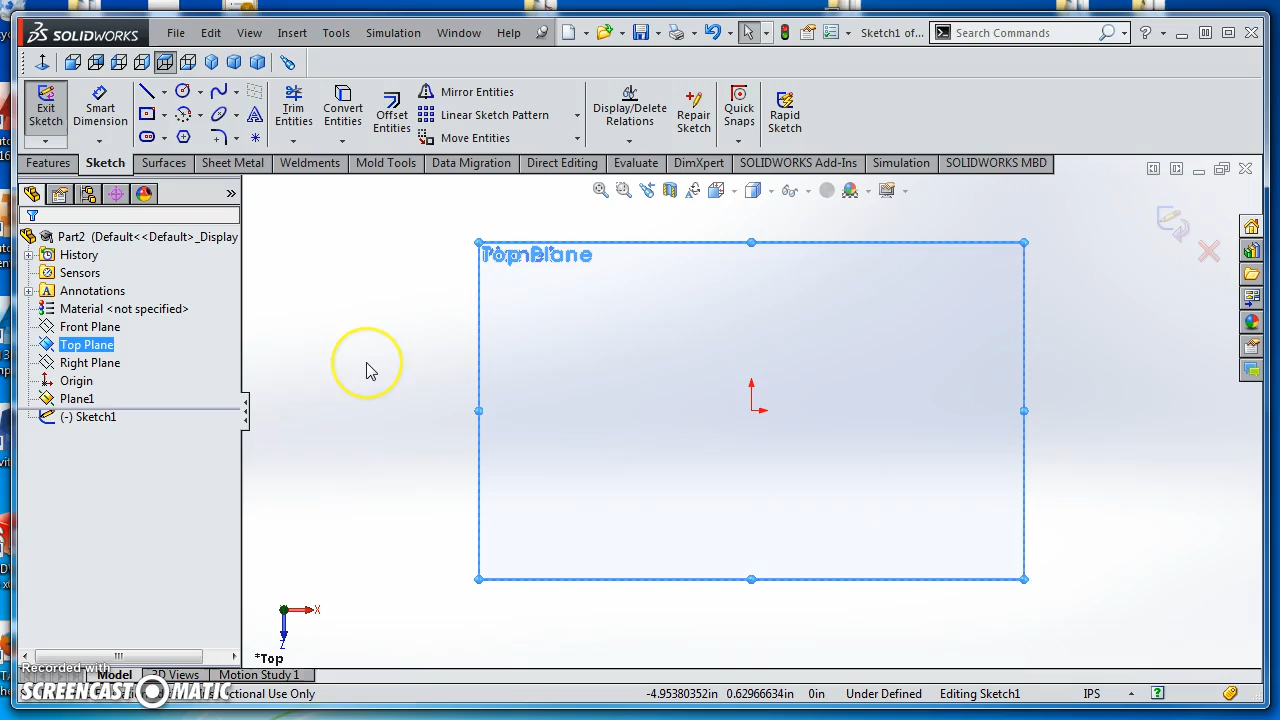 SOLIDWORKS File Edit View Insert Tools Simulation Window Help Sketch1 of... Search Commands
Exit Sketch
Smart Dimension
Trim Entities
Convert Entities
Offset Entities
Mirror Entities
Linear Sketch Pattern
Move Entities
Display/Delete Relations
Repair Sketch
Quick Snaps
Rapid Sketch
Features Sketch Surfaces Sheet Metal Weldments Mold Tools Data Migration Direct Editing Evaluate DimXpert SOLIDWORKS Add-Ins Simulation SOLIDWORKS MBD
Part2 (Default<<Default>_Display
History
Sensors
Annotations
Material <not specified>
Front Plane
Top Plane
Right Plane
Origin
Plane1
(-) Sketch1
X
Z
*Top
Recorded with
SCREENCAST MATIC
Model 3D Views Motion Study 1
ctional Use Only -4.95380352in 0.62966634in 0in Under Defined Editing Sketch1 IPS